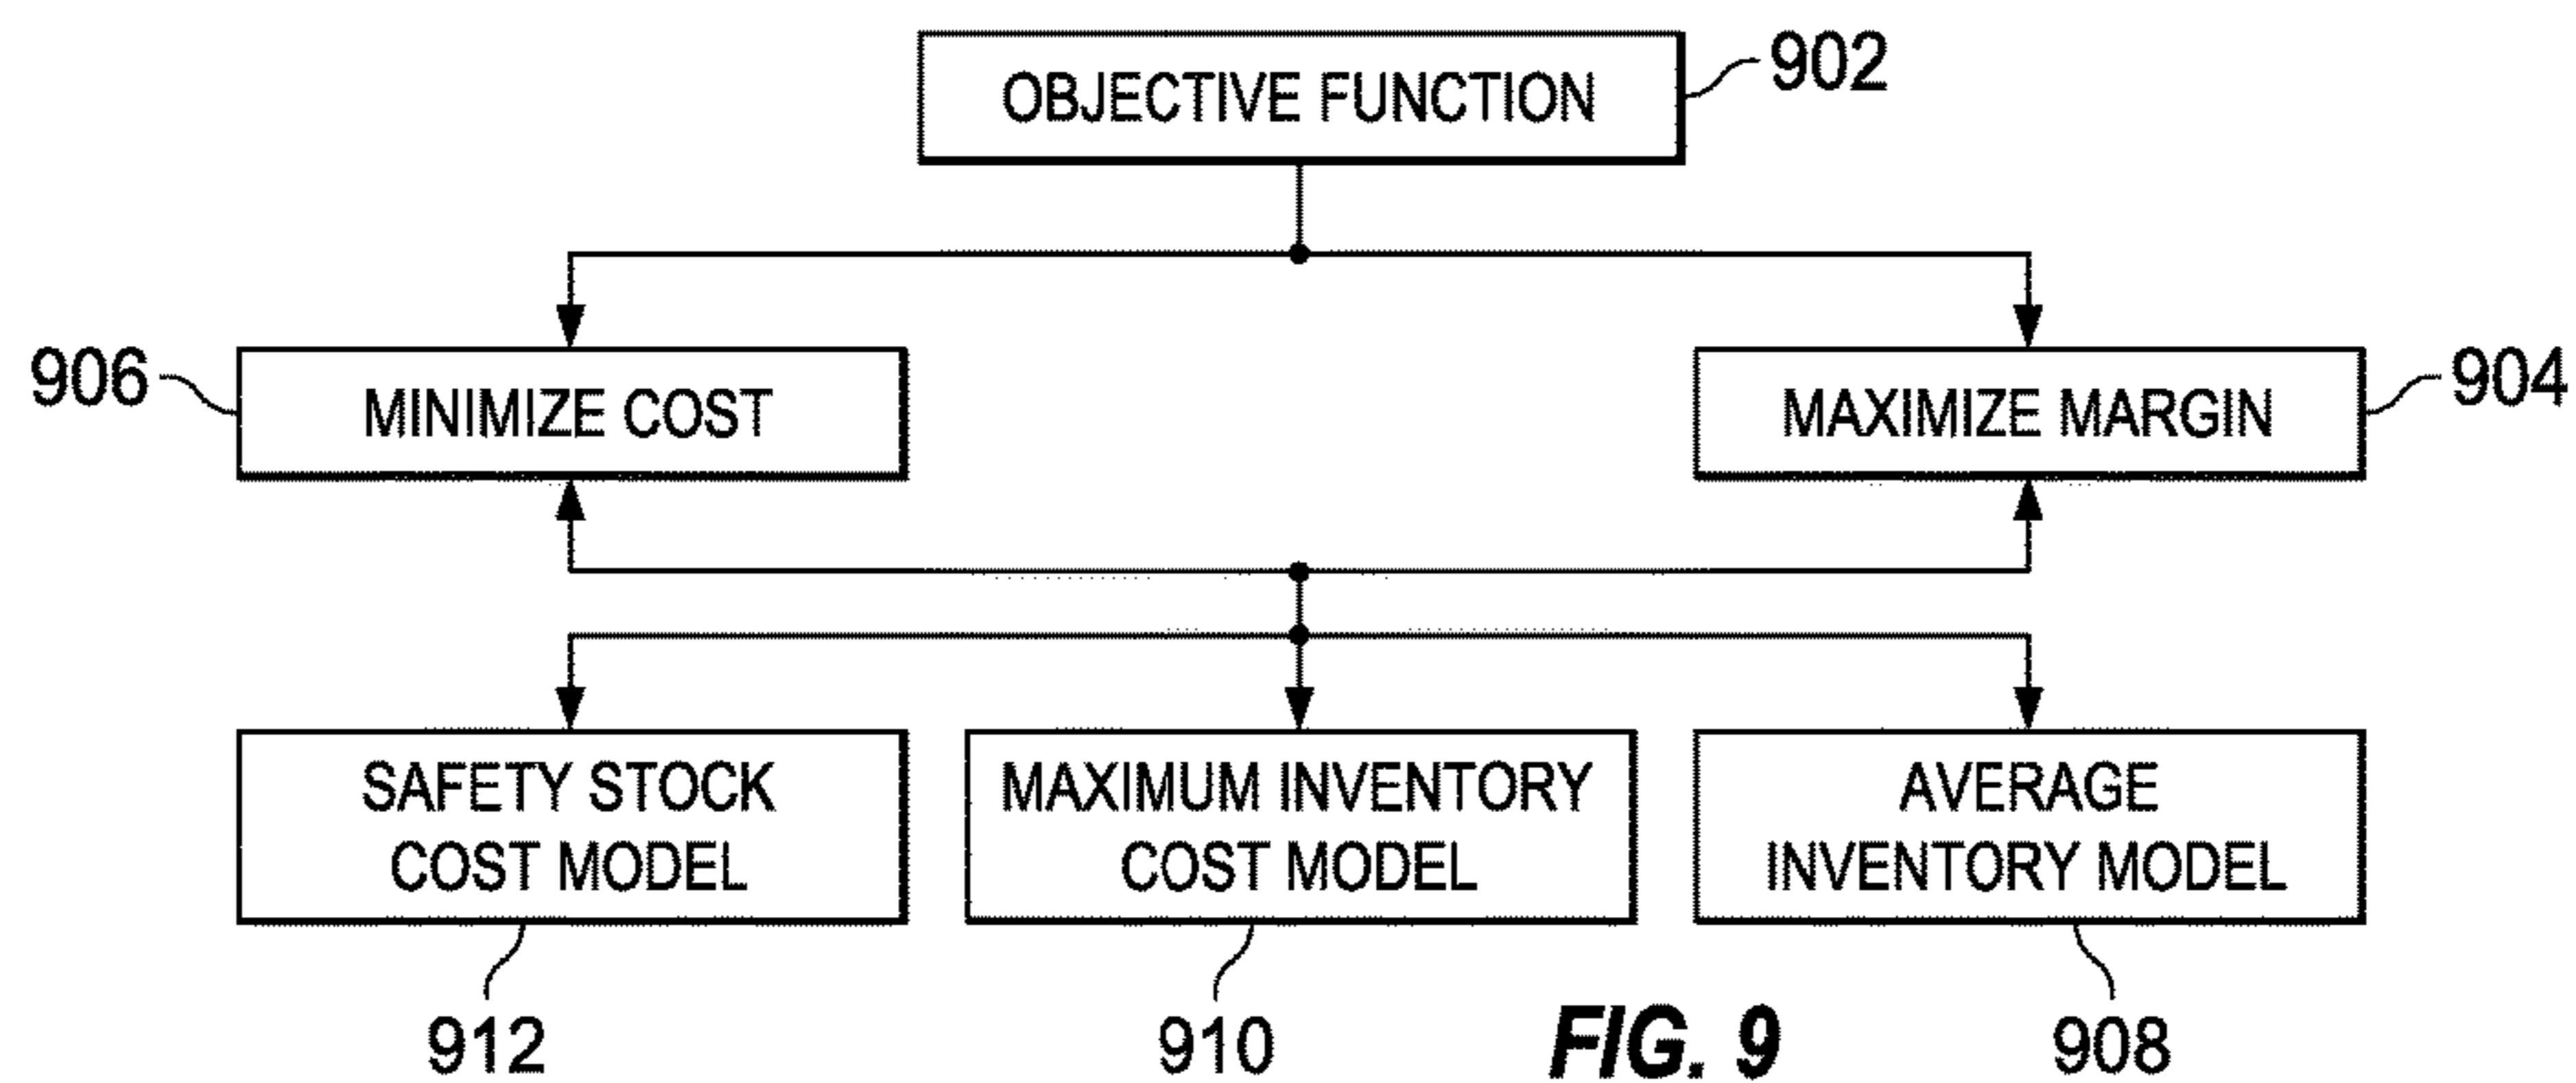 OBJECTIVE FUNCTION
902
906
MINIMIZE COST
MAXIMIZE MARGIN
904
SAFETY STOCK
COST MODEL
MAXIMUM INVENTORY
COST MODEL
AVERAGE
INVENTORY MODEL
912
910
FIG. 9
908